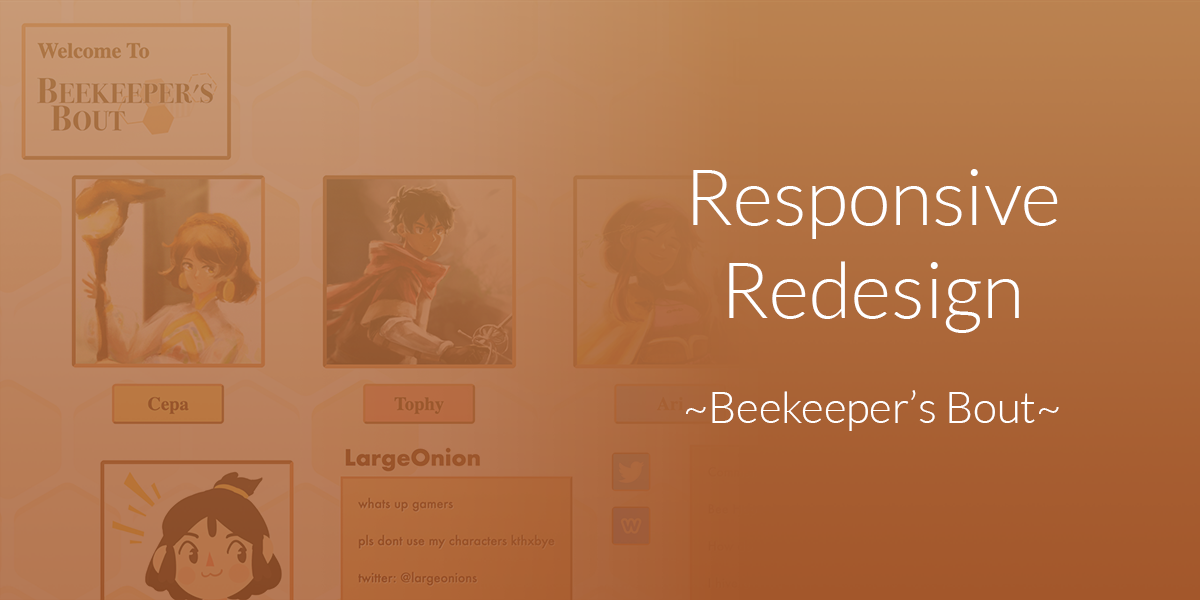 Welcome To
BEEKEEPER'S
BOUT
Responsive
Redesign
Cepa
Tophy
Ari
~Beekeeper’s Bout~
LargeOnion
whats up gamers
pls dont use my characters kthxbye
twitter: @largeonions